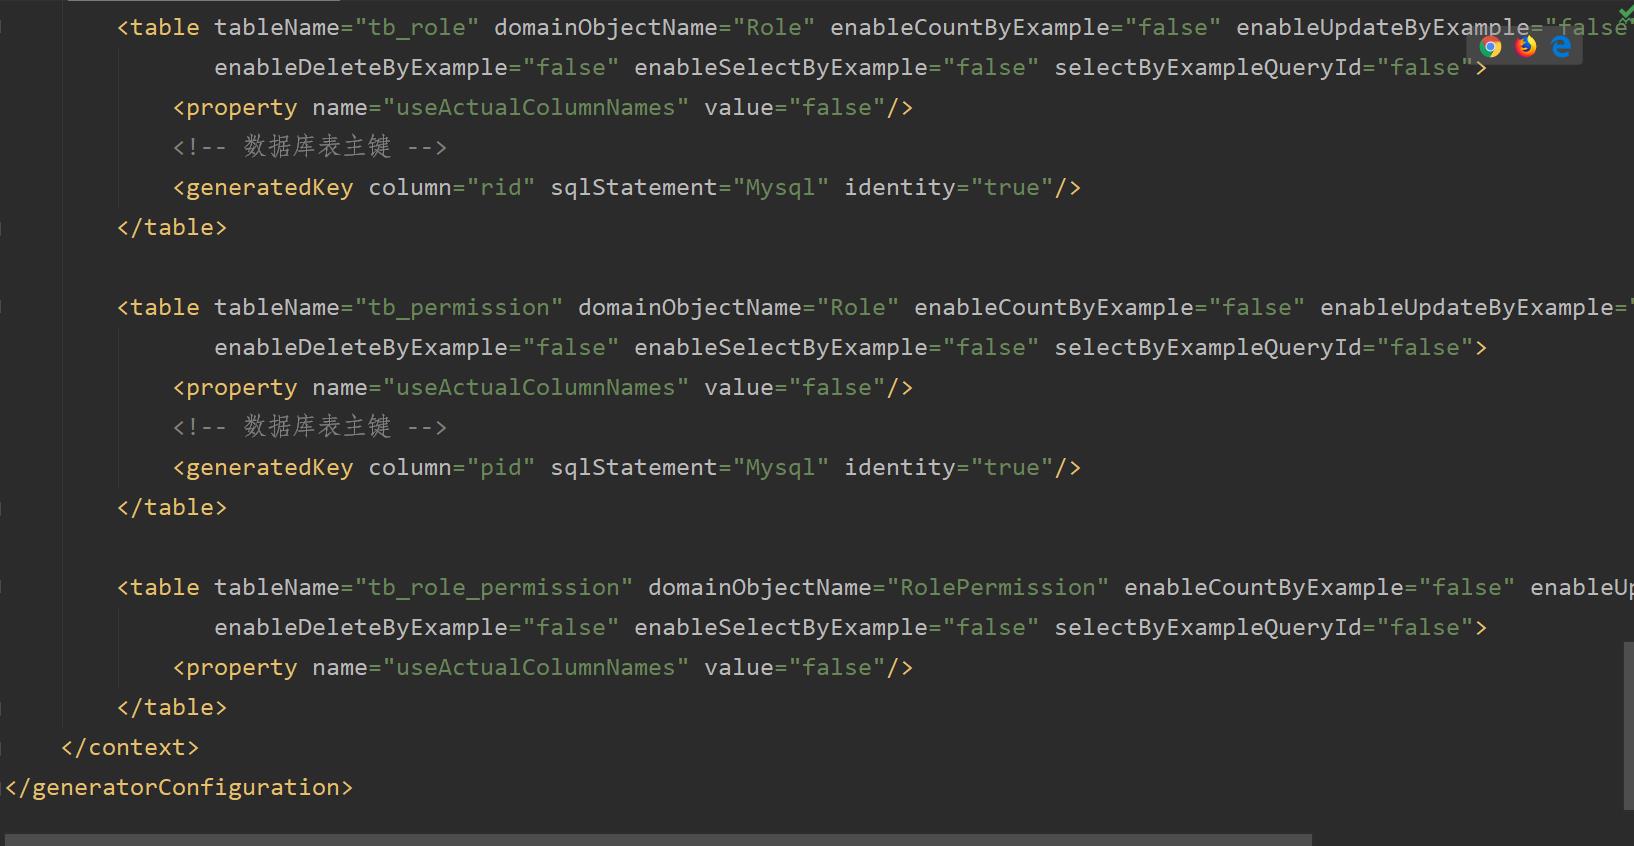 <table tableName="tb_role" domainObjectName="Role" enableCountByExample="false" enableUpdateByExample="false"
enableDeleteByExample="false" enableSelectByExample="false" selectByExampleQueryId="false">
<property name="useActualColumnNames" value="false"/>
<!-- 数据库表主键 -->
<generatedKey column="rid" sqlStatement="Mysql" identity="true"/>
</table>
<table tableName="tb_permission" domainObjectName="Role" enableCountByExample="false" enableUpdateByExample="
enableDeleteByExample="false" enableSelectByExample="false" selectByExampleQueryId="false">
<property name="useActualColumnNames" value="false"/>
<!-- 数据库表主键 -->
<generatedKey column="pid" sqlStatement="Mysql" identity="true"/>
</table>
<table tableName="tb_role_permission" domainObjectName="RolePermission" enableCountByExample="false" enableUp
enableDeleteByExample="false" enableSelectByExample="false" selectByExampleQueryId="false">
<property name="useActualColumnNames" value="false"/>
</table>
</context>
</generatorConfiguration>